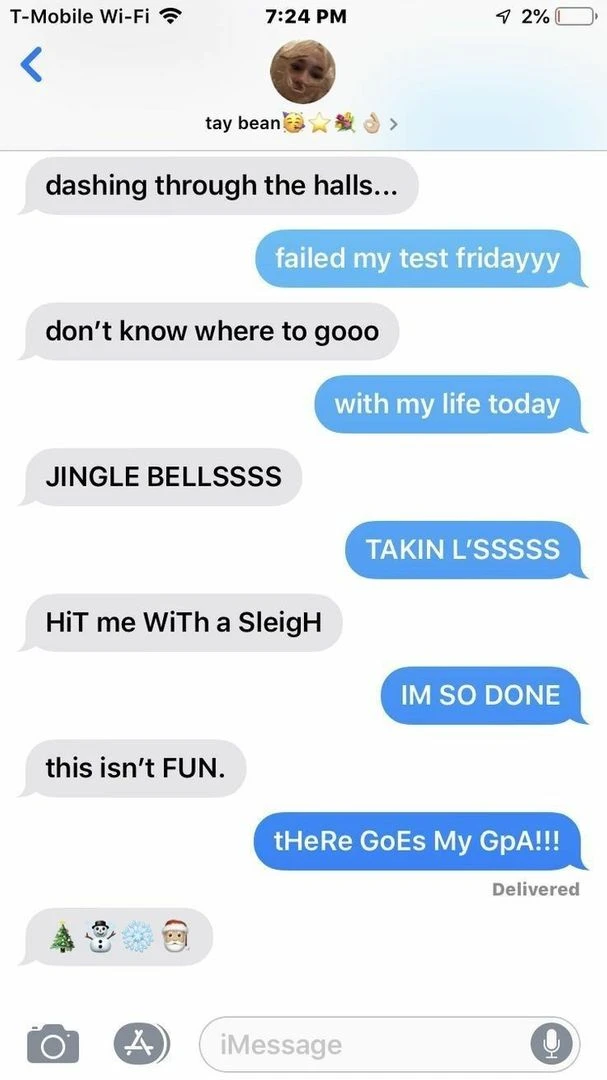 T-Mobile Wi-Fi 7:24 PM 2%
tay bean🥳⭐💐👌🏼
dashing through the halls...
failed my test fridayyy
don't know where to gooo
with my life today
JINGLE BELLSSSS
TAKIN L'SSSSS
HiT me WiTh a SleigH
IM SO DONE
this isn't FUN.
tHeRe GoEs My GpA!!!
Delivered
🎄⛄❄️🎅🏼
iMessage